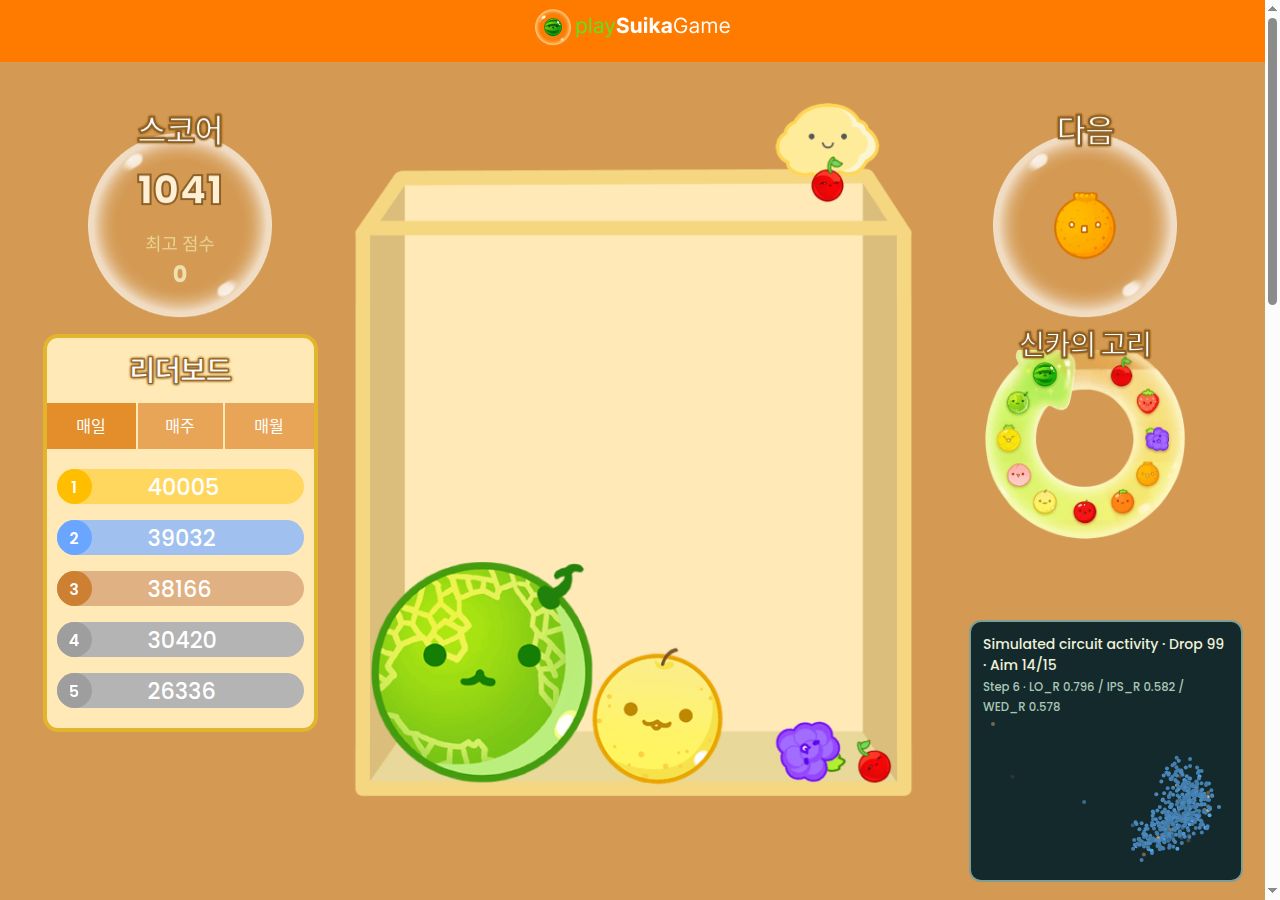 playSuikaGame
스코어
1041
최고 점수
0
다음
신카의 고리
리더보드
매일 매주 매월
1 40005
2 39032
3 38166
4 30420
5 26336
Simulated circuit activity · Drop 99
· Aim 14/15
Step 6 · LO_R 0.796 / IPS_R 0.582 /
WED_R 0.578